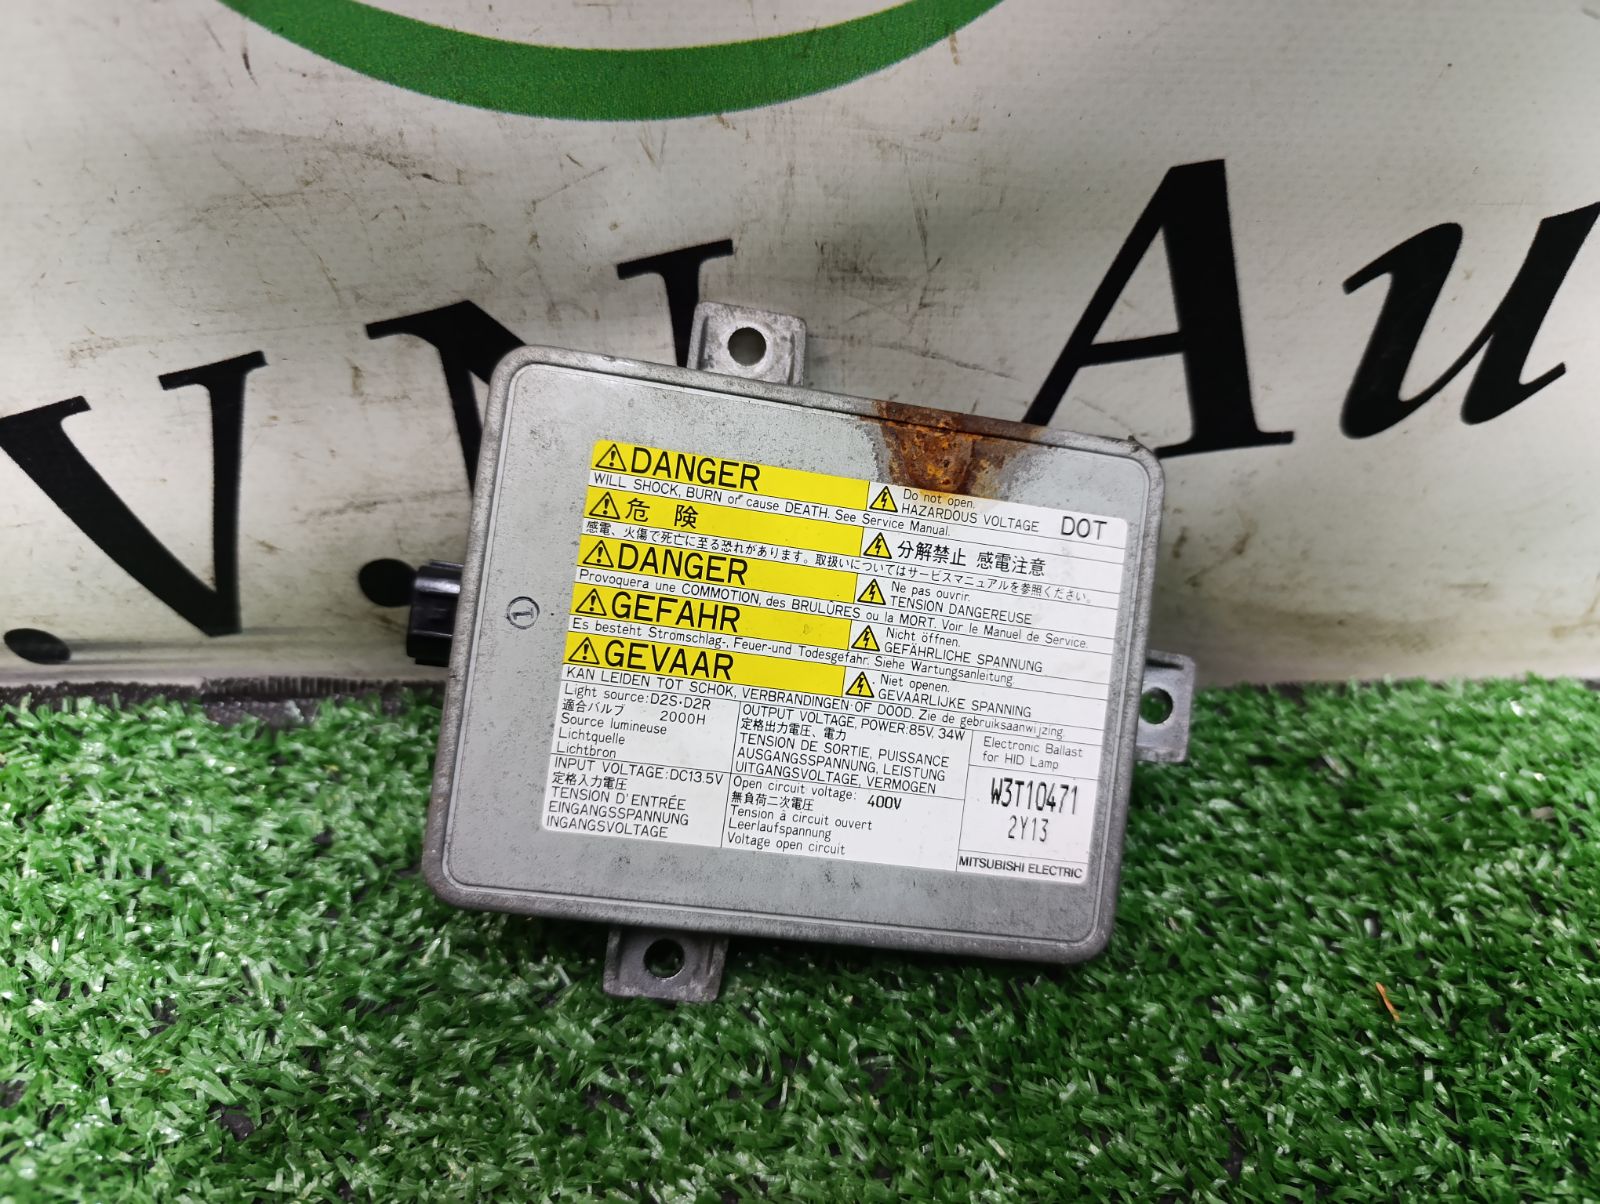 .V.N. Au
DANGER
WILL SHOCK, BURN or cause DEATH. See Service Manual.
Do not open.
HAZARDOUS VOLTAGE
DOT
危 険
感電、火傷で死亡に至る恐れがあります。取扱いについてはサービスマニュアルを参照ください。
分解禁止 感電注意
DANGER
Provoquera une COMMOTION, des BRULÛRES ou la MORT. Voir le Manuel de Service.
Ne pas ouvrir.
TENSION DANGEREUSE
GEFAHR
Es besteht Stromschlag-, Feuer-und Todesgefahr. Siehe Wartungsanleitung
Nicht öffnen.
GEFÄHRLICHE SPANNUNG
GEVAAR
KAN LEIDEN TOT SCHOK, VERBRANDINGEN OF DOOD. Zie de gebruiksaanwijzing.
Niet openen.
GEVAARLIJKE SPANNING
Light source:D2S・D2R
適合バルブ 2000H
Source lumineuse
Lichtquelle
Lichtbron
INPUT VOLTAGE:DC13.5V
定格入力電圧
TENSION D'ENTRÉE
EINGANGSSPANNUNG
INGANGSVOLTAGE
OUTPUT VOLTAGE, POWER:85V, 34W
定格出力電圧、電力
TENSION DE SORTIE, PUISSANCE
AUSGANGSSPANNUNG, LEISTUNG
UITGANGSVOLTAGE, VERMOGEN
Open circuit voltage: 400V
無負荷二次電圧
Tension à circuit ouvert
Leerlaufspannung
Voltage open circuit
Electronic Ballast
for HID Lamp
W3T10471
2Y13
MITSUBISHI ELECTRIC
1